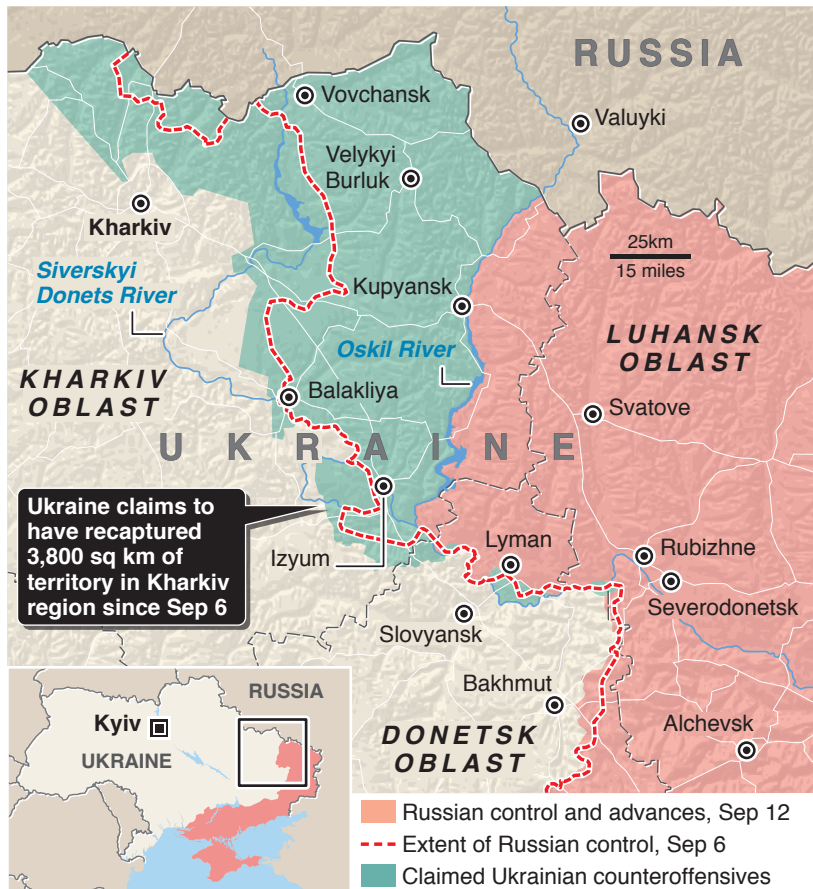 RUSSIA
Vovchansk
Valuyki
Velykyi
Burluk
Kharkiv
25km
15 miles
Siverskyi
Donets River
Kupyansk
LUHANSK
OBLAST
Oskil River
KHARKIV
OBLAST
Balakliya
Svatove
UKRAINE
Ukraine claims to
have recaptured
3,800 sq km of
territory in Kharkiv
region since Sep 6
Izyum
Lyman
Rubizhne
Severodonetsk
Slovyansk
Bakhmut
DONETSK
OBLAST
Alchevsk
RUSSIA
Kyiv
UKRAINE
Russian control and advances, Sep 12
Extent of Russian control, Sep 6
Claimed Ukrainian counteroffensives